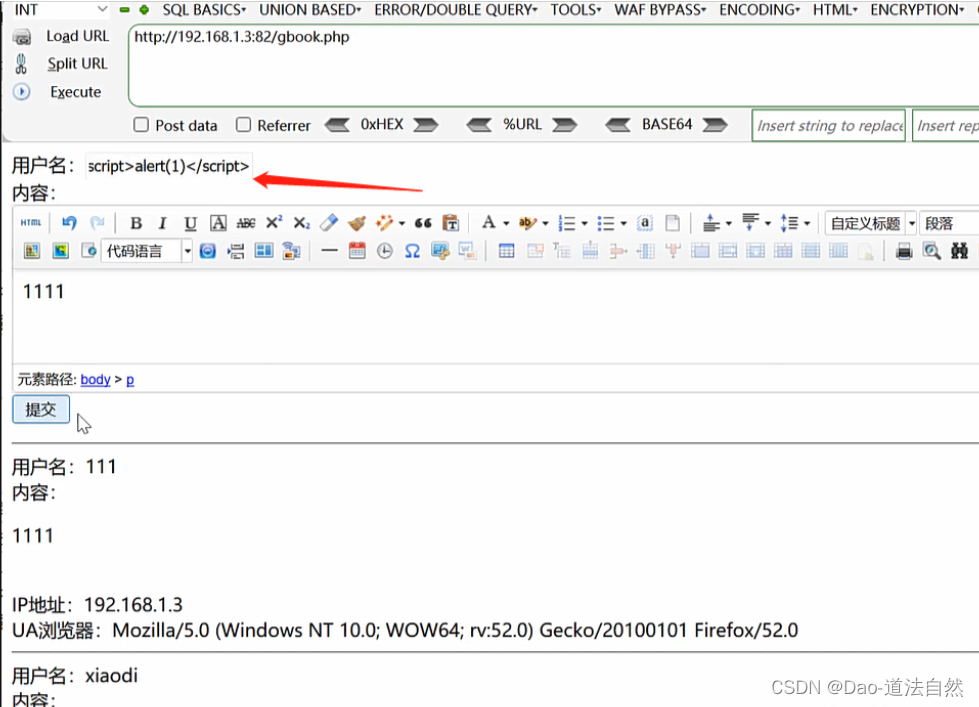 INT SQL BASICS▾ UNION BASED▾ ERROR/DOUBLE QUERY▾ TOOLS▾ WAF BYPASS▾ ENCODING▾ HTML▾ ENCRYPTION▾
Load URL http://192.168.1.3:82/gbook.php
Split URL
Execute
Post data Referrer 0xHEX %URL BASE64 Insert string to replace Insert rep
用户名： script>alert(1)</script>
内容：
HTML B I U A ABC X² X₂ A ab 自定义标题 段落
代码语言 Ω
1111
元素路径: body > p
提交
用户名：111
内容：
1111
IP地址：192.168.1.3
UA浏览器：Mozilla/5.0 (Windows NT 10.0; WOW64; rv:52.0) Gecko/20100101 Firefox/52.0
用户名：xiaodi
内容：
CSDN @Dao-道法自然